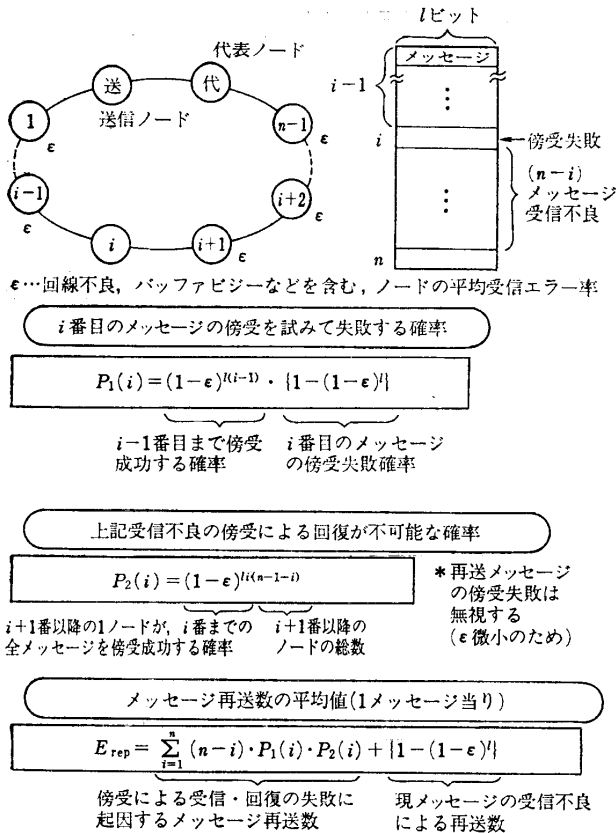 lビット
代表ノード
送
代
送信ノード
1
ε
n−1
ε
i−1
ε
i+2
ε
i
i+1
ε
メッセージ
i−1
⋮
i
傍受失敗
(n−i)
メッセージ
受信不良
⋮
n
ε…回線不良，バッファビジーなどを含む，ノードの平均受信エラー率
i番目のメッセージの傍受を試みて失敗する確率
P₁(i)=(1−ε)^{l(i−1)}・{1−(1−ε)^l}
i−1番目まで傍受
成功する確率
i番目のメッセージ
の傍受失敗確率
上記受信不良の傍受による回復が不可能な確率
P₂(i)=(1−ε)^{li(n−1−i)}
*再送メッセージ
の傍受失敗は
無視する
(ε微小のため)
i+1番以降の1ノードが，i番までの
全メッセージを傍受成功する確率
i+1番以降の
ノードの総数
メッセージ再送数の平均値(1メッセージ当り)
E_rep=Σ_{i=1}^{n}(n−i)・P₁(i)・P₂(i)+{1−(1−ε)^l}
傍受による受信・回復の失敗に
起因するメッセージ再送数
現メッセージの受信不良
による再送数